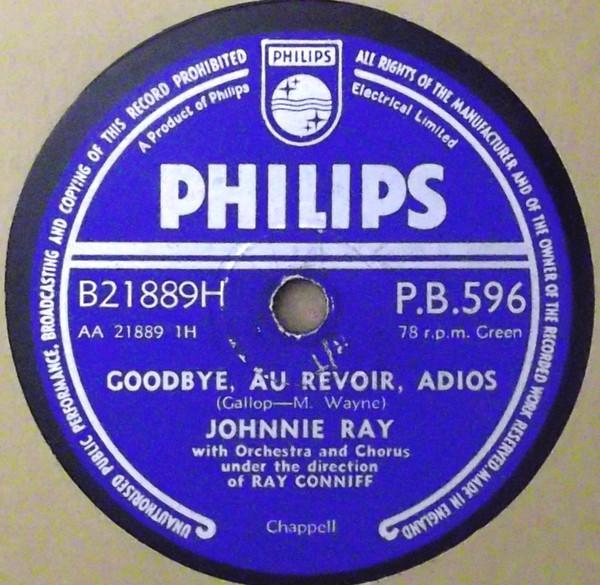 UNAUTHORISED PUBLIC PERFORMANCE, BROADCASTING AND COPYING OF THIS RECORD PROHIBITED
ALL RIGHTS OF THE MANUFACTURER AND OF THE OWNER OF THE RECORDED WORK RESERVED. MADE IN ENGLAND
PHILIPS
A Product of Philips Electrical Limited
PHILIPS
B21889H P.B.596
AA 21889 1H 78 r.p.m. Green
GOODBYE, AU REVOIR, ADIOS
(Gallop—M. Wayne)
JOHNNIE RAY
with Orchestra and Chorus
under the direction
of RAY CONNIFF
Chappell